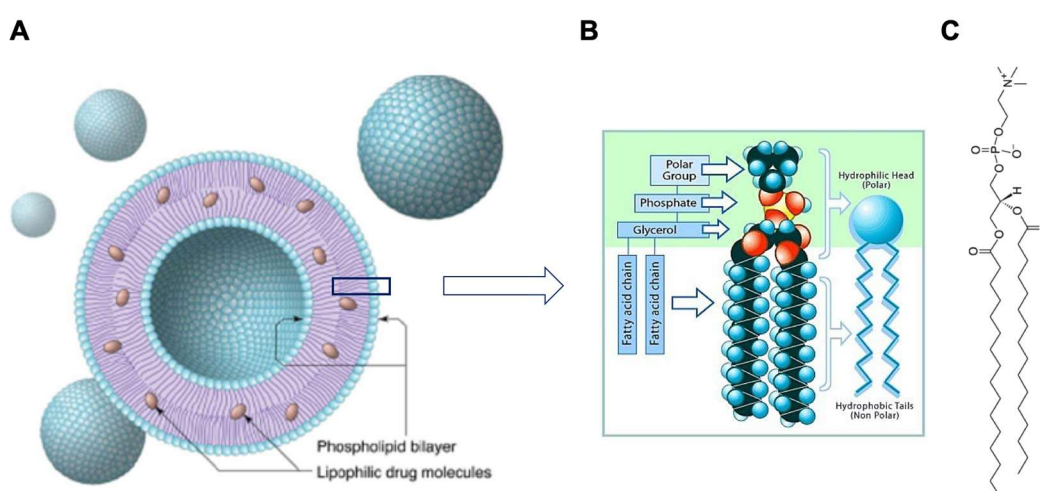 A
B
C
Phospholipid bilayer
Lipophilic drug molecules
Polar
Group
Phosphate
Glycerol
Fatty acid chain
Fatty acid chain
Hydrophilic Head
(Polar)
Hydrophobic Tails
(Non Polar)
N+
O
O=P-O-
O
H
O
O
O